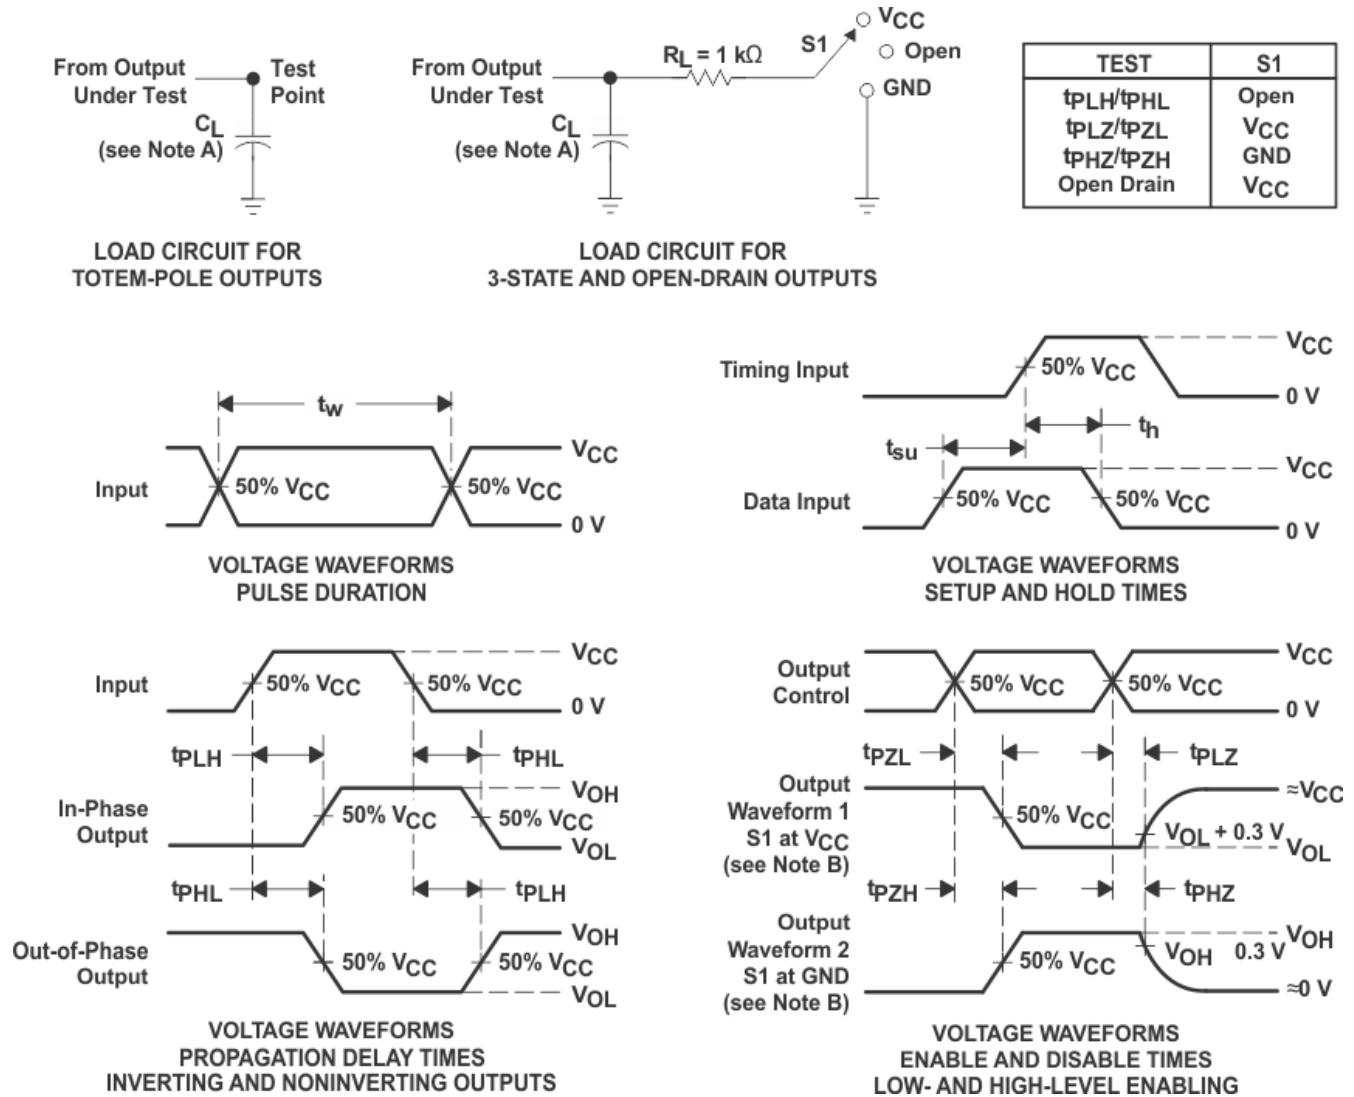 From Output
Under Test
Test
Point
CL
(see Note A)
LOAD CIRCUIT FOR
TOTEM-POLE OUTPUTS
From Output
Under Test
RL = 1 kΩ
S1
VCC
Open
GND
CL
(see Note A)
LOAD CIRCUIT FOR
3-STATE AND OPEN-DRAIN OUTPUTS
TEST S1
tPLH/tPHL Open
tPLZ/tPZL VCC
tPHZ/tPZH GND
Open Drain VCC
tw
Input
50% VCC
50% VCC
VCC
0 V
VOLTAGE WAVEFORMS
PULSE DURATION
Timing Input
50% VCC
VCC
0 V
th
tsu
Data Input
50% VCC
50% VCC
VCC
0 V
VOLTAGE WAVEFORMS
SETUP AND HOLD TIMES
Input
50% VCC
50% VCC
VCC
0 V
tPLH
tPHL
In-Phase
Output
50% VCC
50% VCC
VOH
VOL
tPHL
tPLH
Out-of-Phase
Output
50% VCC
50% VCC
VOH
VOL
VOLTAGE WAVEFORMS
PROPAGATION DELAY TIMES
INVERTING AND NONINVERTING OUTPUTS
Output
Control
50% VCC
50% VCC
VCC
0 V
tPZL
tPLZ
Output
Waveform 1
S1 at VCC
(see Note B)
50% VCC
VOL + 0.3 V
≈VCC
VOL
tPZH
tPHZ
Output
Waveform 2
S1 at GND
(see Note B)
50% VCC
VOH 0.3 V
VOH
≈0 V
VOLTAGE WAVEFORMS
ENABLE AND DISABLE TIMES
LOW- AND HIGH-LEVEL ENABLING